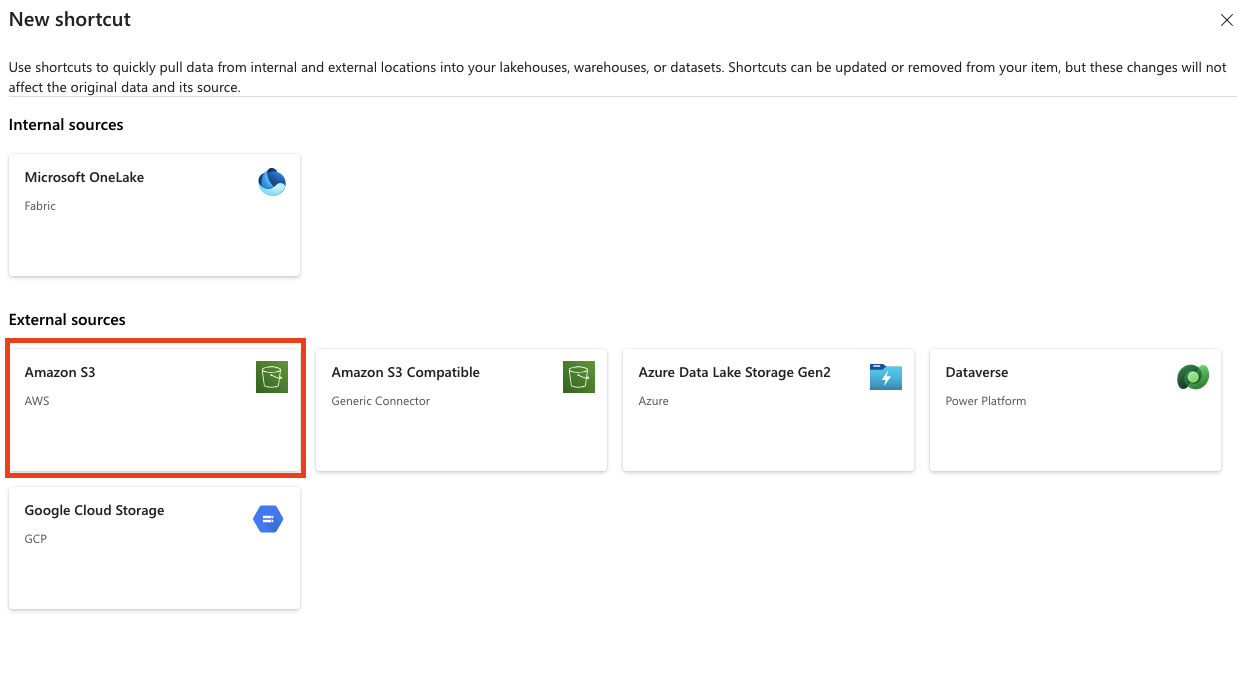 New shortcut
Use shortcuts to quickly pull data from internal and external locations into your lakehouses, warehouses, or datasets. Shortcuts can be updated or removed from your item, but these changes will not
affect the original data and its source.
Internal sources
Microsoft OneLake
Fabric
External sources
Amazon S3
AWS
Amazon S3 Compatible
Generic Connector
Azure Data Lake Storage Gen2
Azure
Dataverse
Power Platform
Google Cloud Storage
GCP